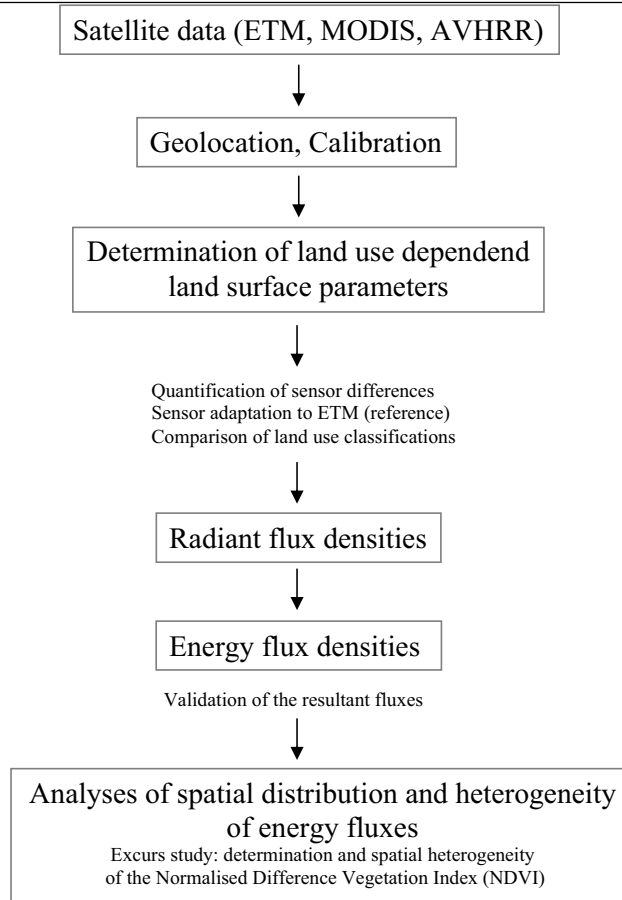 Satellite data (ETM, MODIS, AVHRR)
Geolocation, Calibration
Determination of land use dependend
land surface parameters
Quantification of sensor differences
Sensor adaptation to ETM (reference)
Comparison of land use classifications
Radiant flux densities
Energy flux densities
Validation of the resultant fluxes
Analyses of spatial distribution and heterogeneity
of energy fluxes
Excurs study: determination and spatial heterogeneity
of the Normalised Difference Vegetation Index (NDVI)